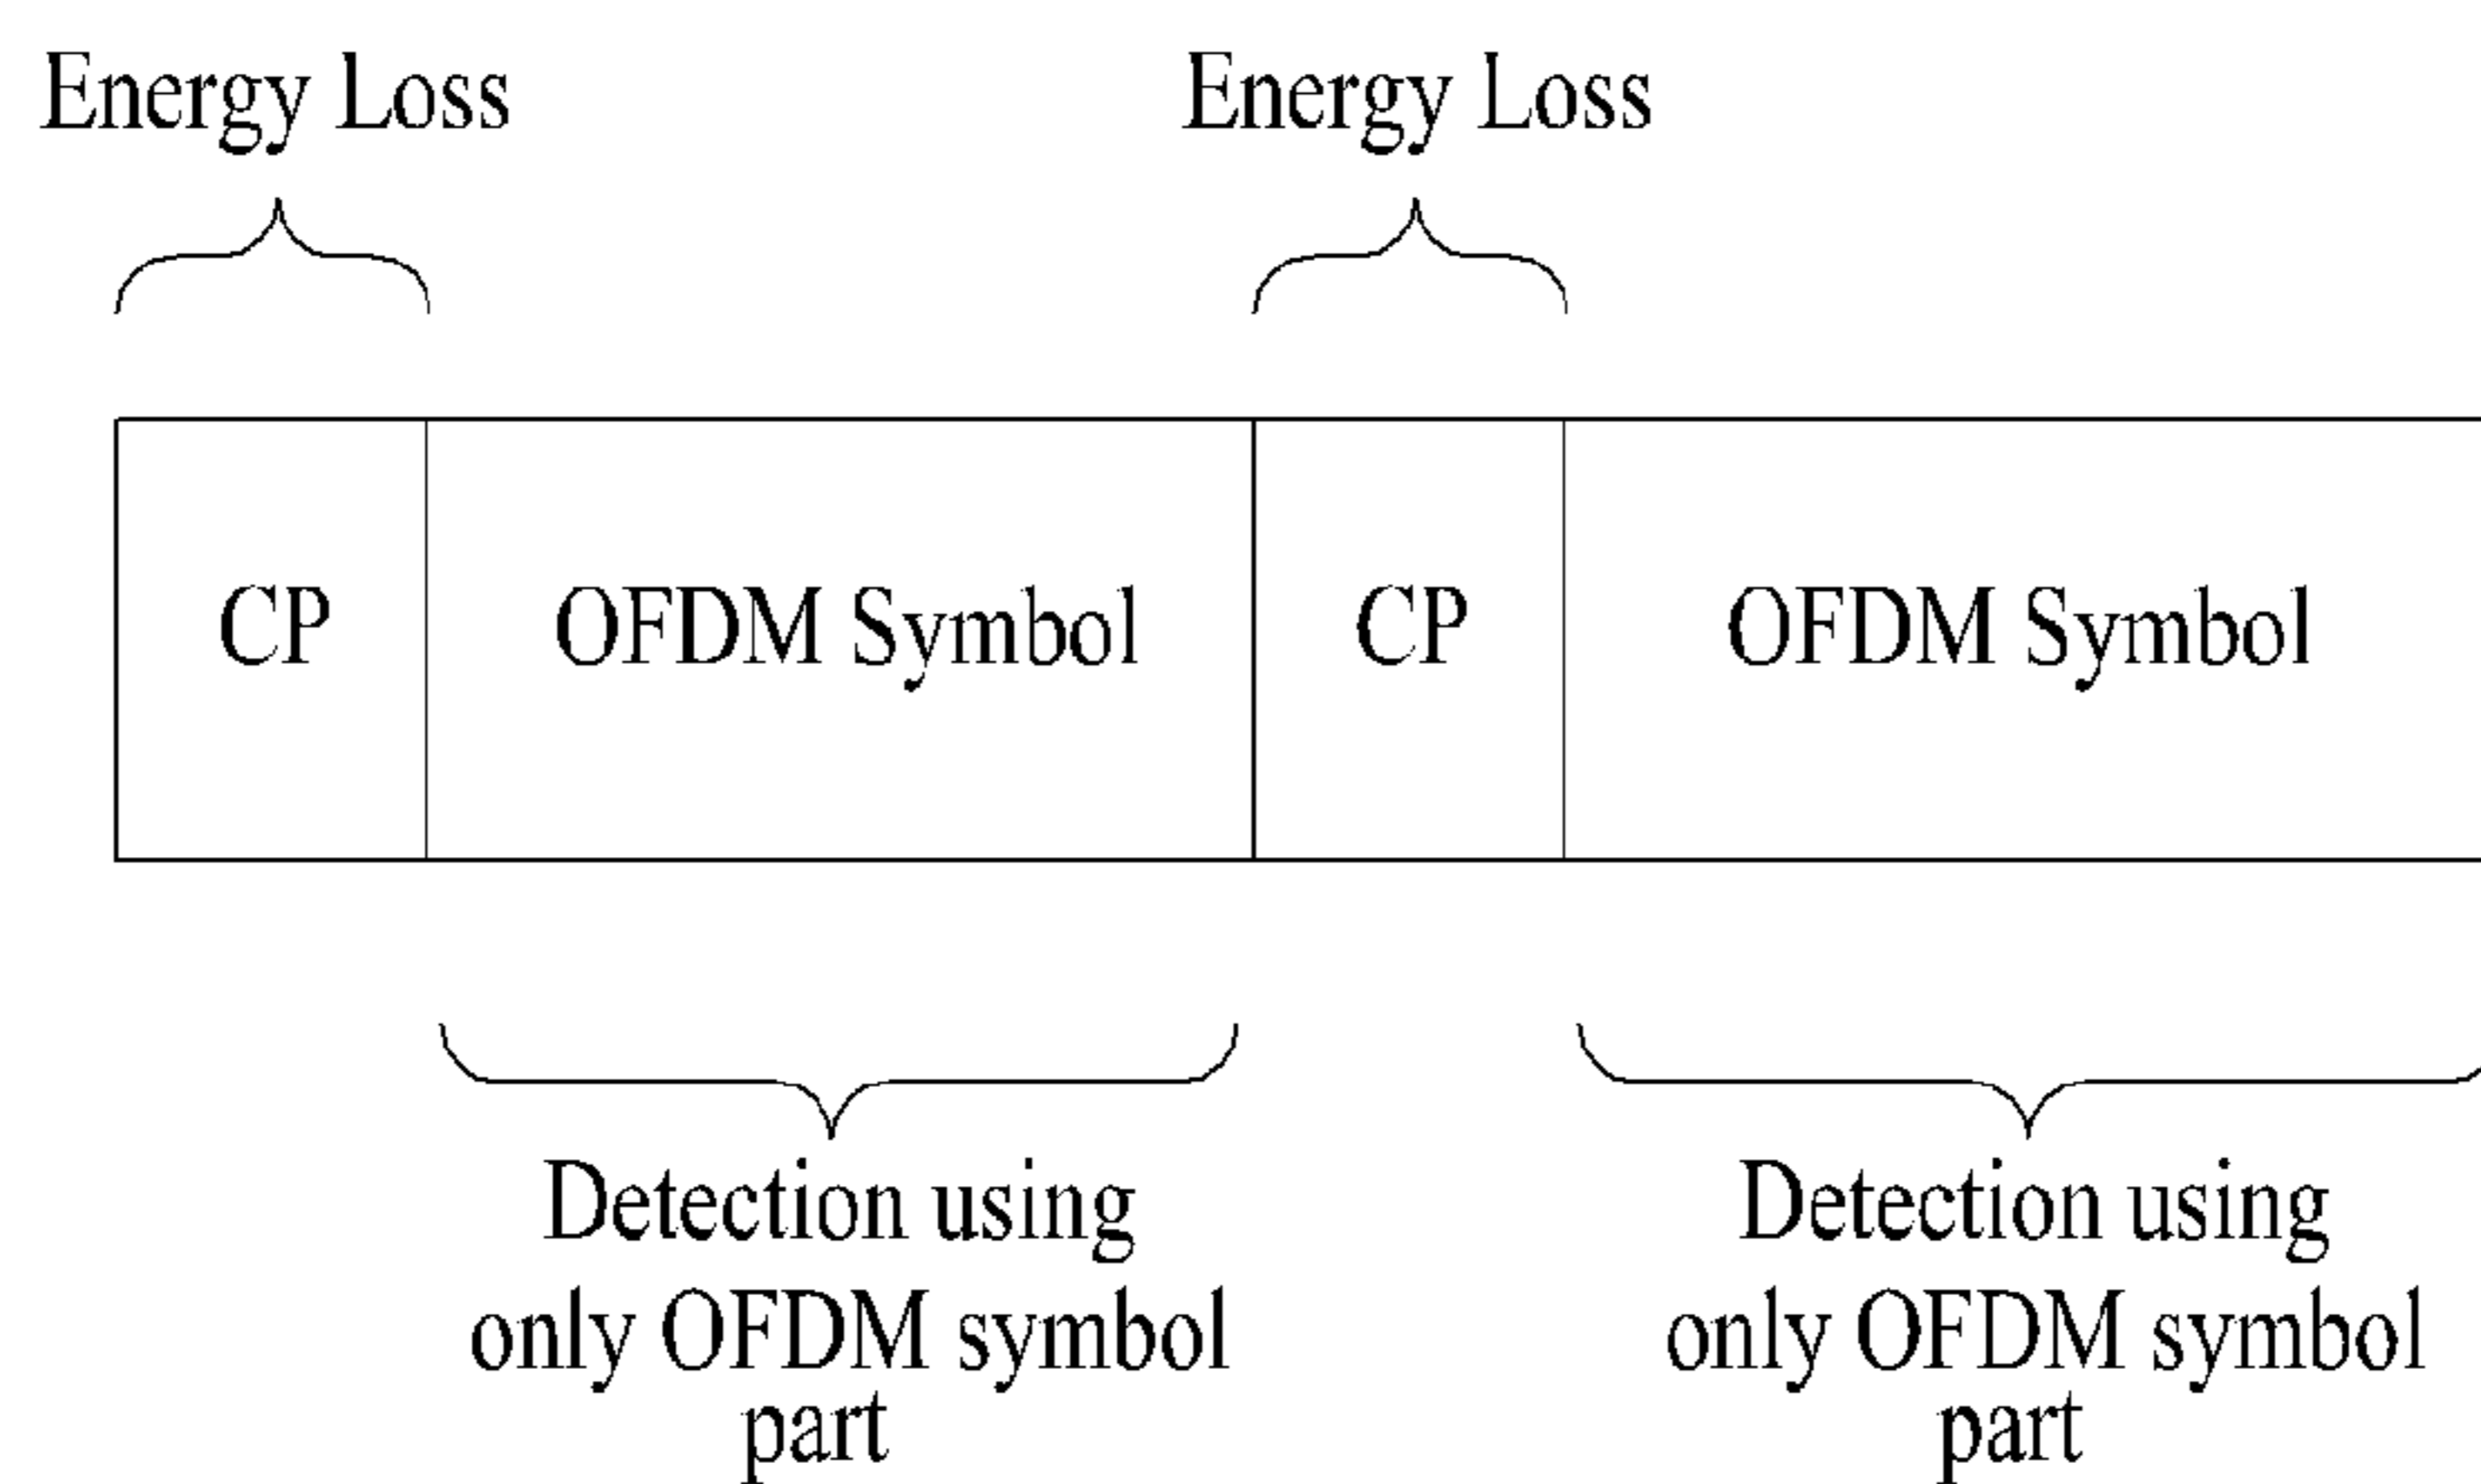 Energy Loss
Energy Loss
CP
OFDM Symbol
CP
OFDM Symbol
Detection using
only OFDM symbol
part
Detection using
only OFDM symbol
part